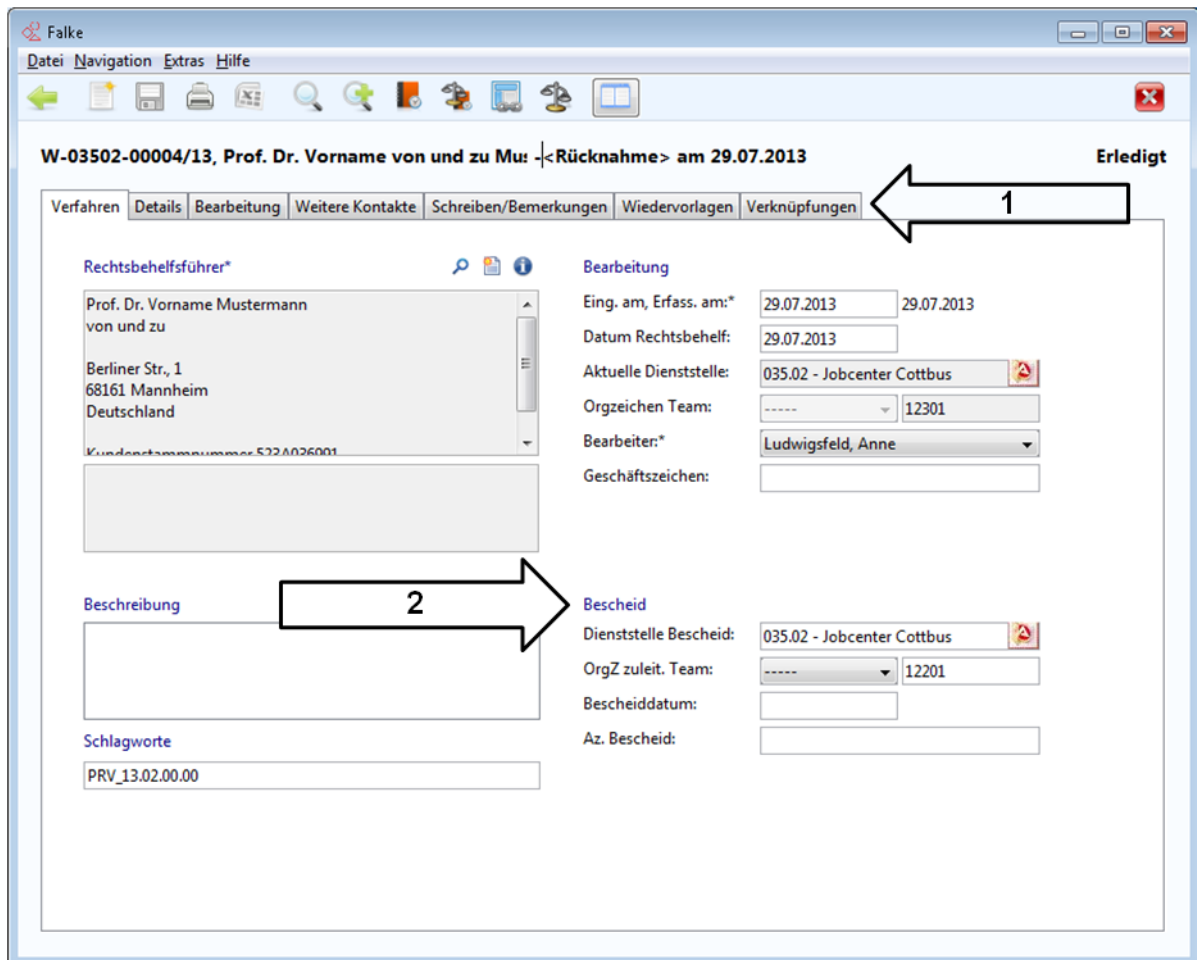 Falke
Datei Navigation Extras Hilfe
W-03502-00004/13, Prof. Dr. Vorname von und zu Mu: -<Rücknahme> am 29.07.2013 Erledigt
Verfahren Details Bearbeitung Weitere Kontakte Schreiben/Bemerkungen Wiedervorlagen Verknüpfungen
1
Rechtsbehelfsführer*
Prof. Dr. Vorname Mustermann
von und zu
Berliner Str., 1
68161 Mannheim
Deutschland
Kundenstammnummer 523A036001
Bearbeitung
Eing. am, Erfass. am:* 29.07.2013 29.07.2013
Datum Rechtsbehelf: 29.07.2013
Aktuelle Dienststelle: 035.02 - Jobcenter Cottbus
Orgzeichen Team: ----- 12301
Bearbeiter:* Ludwigsfeld, Anne
Geschäftszeichen:
Beschreibung
2
Schlagworte
PRV_13.02.00.00
Bescheid
Dienststelle Bescheid: 035.02 - Jobcenter Cottbus
OrgZ zuleit. Team: ----- 12201
Bescheiddatum:
Az. Bescheid: